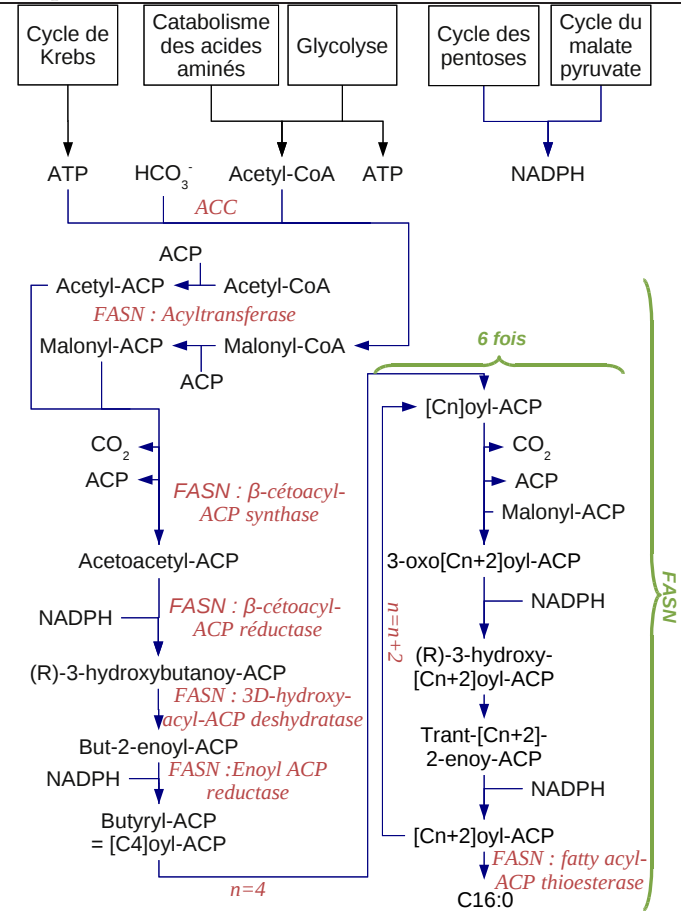 Cycle de
Krebs
Catabolisme
des acides
aminés
Glycolyse
Cycle des
pentoses
Cycle du
malate
pyruvate
ATP
HCO3-
Acetyl-CoA
ATP
NADPH
ACC
ACP
Acetyl-ACP
Acetyl-CoA
FASN : Acyltransferase
Malonyl-ACP
Malonyl-CoA
ACP
CO2
ACP
FASN : β-cétoacyl-
ACP synthase
Acetoacetyl-ACP
NADPH
FASN : β-cétoacyl-
ACP réductase
(R)-3-hydroxybutanoy-ACP
FASN : 3D-hydroxy-
acyl-ACP deshydratase
But-2-enoyl-ACP
NADPH
FASN :Enoyl ACP
reductase
Butyryl-ACP
= [C4]oyl-ACP
n=4
6 fois
[Cn]oyl-ACP
CO2
ACP
Malonyl-ACP
3-oxo[Cn+2]oyl-ACP
NADPH
n=n+2
(R)-3-hydroxy-
[Cn+2]oyl-ACP
Trant-[Cn+2]-
2-enoy-ACP
NADPH
[Cn+2]oyl-ACP
FASN : fatty acyl-
ACP thioesterase
C16:0
FASN